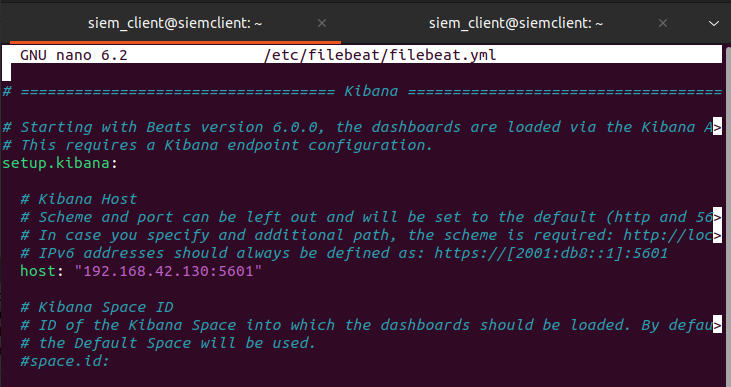 siem_client@siemclient: ~ × siem_client@siemclient: ~ ×
GNU nano 6.2 /etc/filebeat/filebeat.yml
# =================================== Kibana ===================================
# Starting with Beats version 6.0.0, the dashboards are loaded via the Kibana A>
# This requires a Kibana endpoint configuration.
setup.kibana:
# Kibana Host
# Scheme and port can be left out and will be set to the default (http and 56>
# In case you specify and additional path, the scheme is required: http://loc>
# IPv6 addresses should always be defined as: https://[2001:db8::1]:5601
host: "192.168.42.130:5601"
# Kibana Space ID
# ID of the Kibana Space into which the dashboards should be loaded. By defau>
# the Default Space will be used.
#space.id: